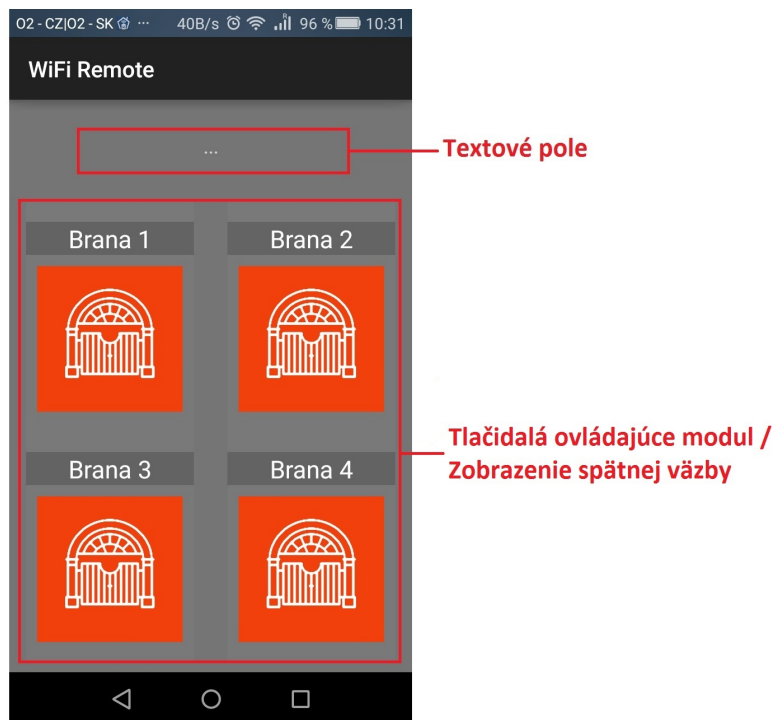 O2 - CZ|O2 - SK ... 40B/s 96 % 10:31
WiFi Remote
...
Textové pole
Brana 1
Brana 2
Tlačidalá ovládajúce modul /
Zobrazenie spätnej väzby
Brana 3
Brana 4